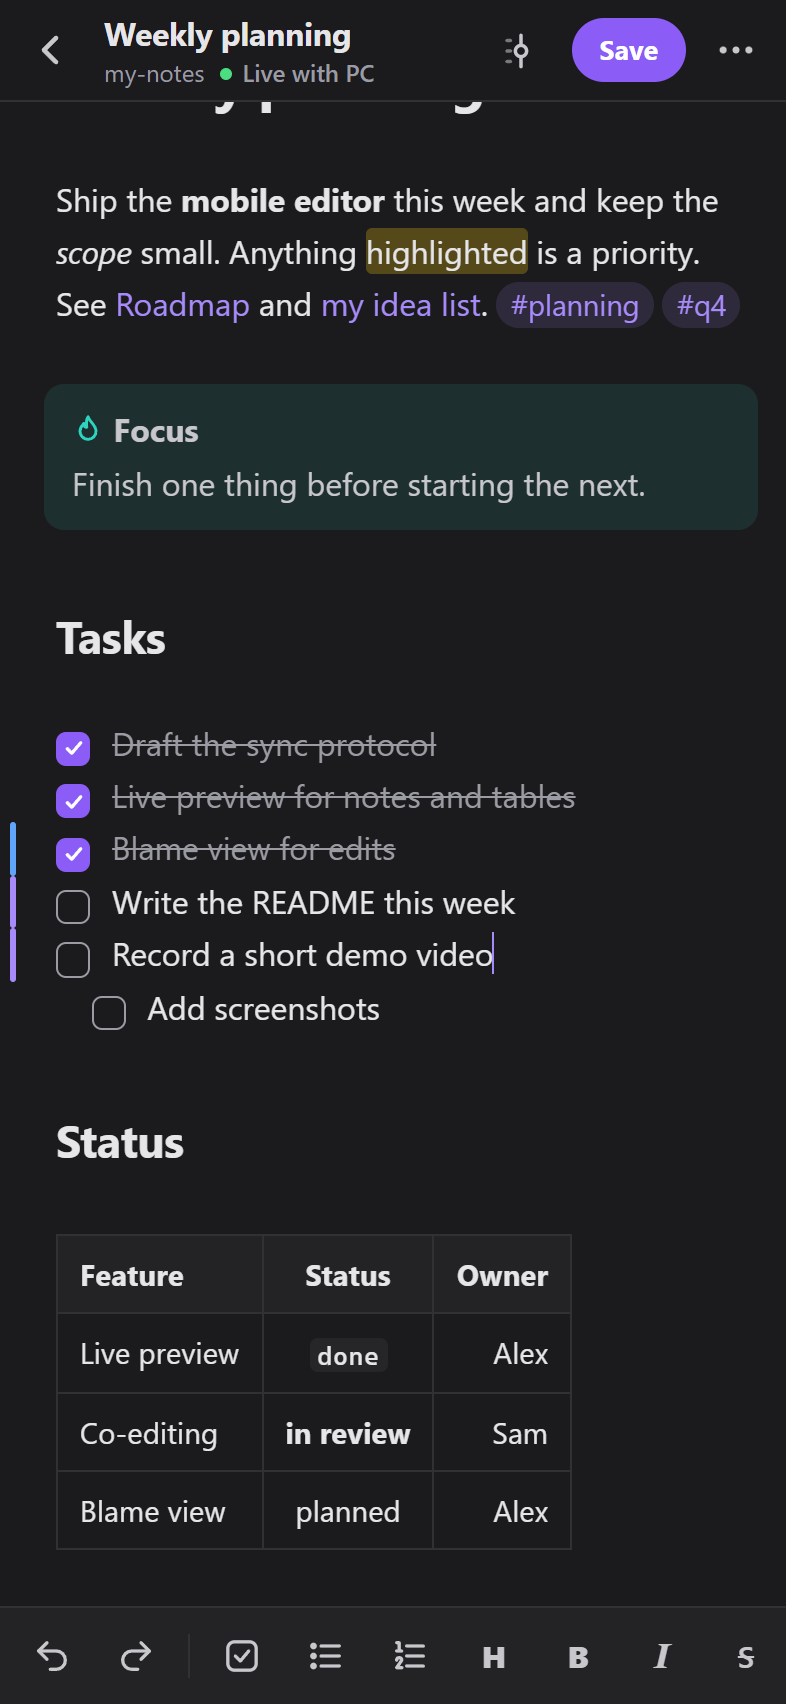 Weekly planning
my-notes Live with PC
Save
Ship the mobile editor this week and keep the
scope small. Anything highlighted is a priority.
See Roadmap and my idea list. #planning #q4
Focus
Finish one thing before starting the next.
Tasks
Draft the sync protocol
Live preview for notes and tables
Blame view for edits
Write the README this week
Record a short demo video
Add screenshots
Status
Feature Status Owner
Live preview done Alex
Co-editing in review Sam
Blame view planned Alex
H B I S